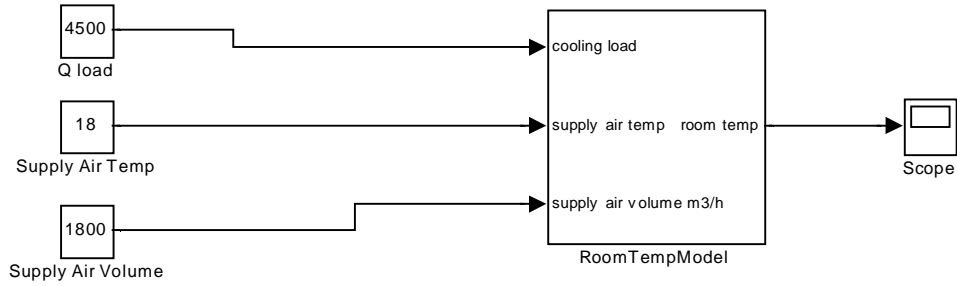 4500
Q load
cooling load
18
Supply Air Temp
supply air temp room temp
Scope
1800
Supply Air Volume
supply air volume m3/h
RoomTempModel